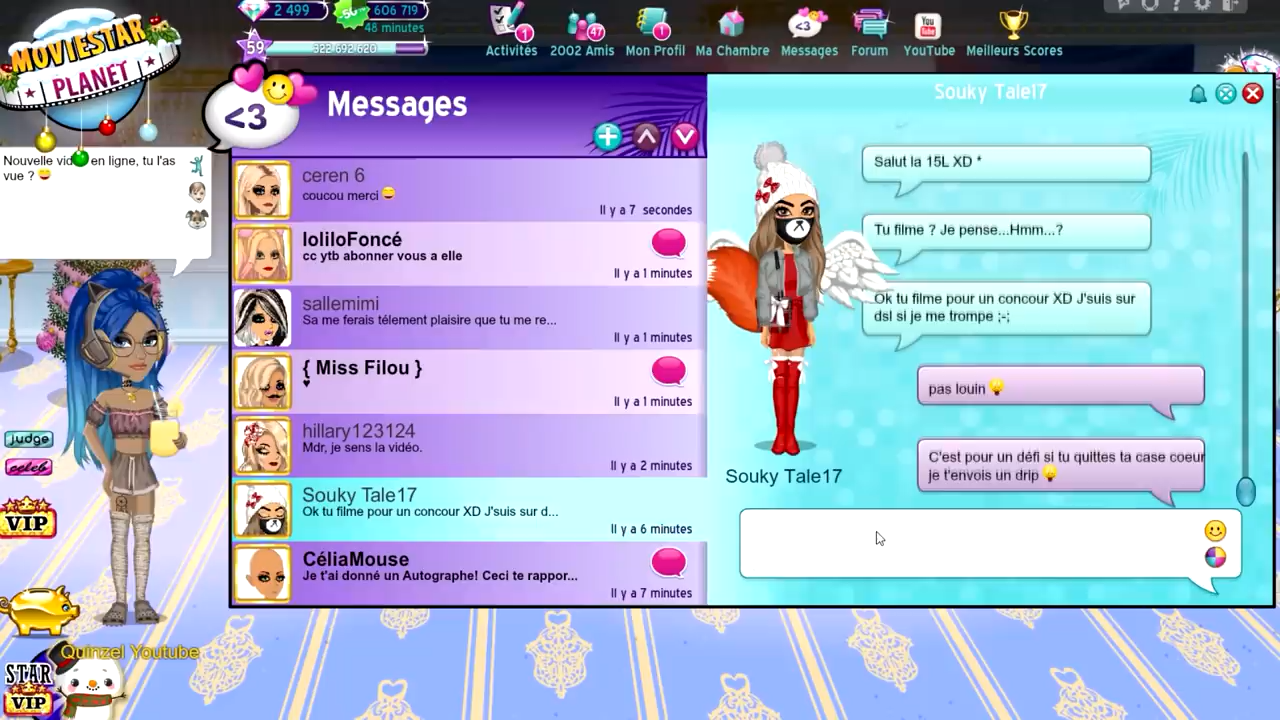 MOVIESTAR
PLANET
2 499
606 719
48 minutes
59
322 692 620
1
Activités
47
2002 Amis
1
Mon Profil
Ma Chambre
<3
Messages
Forum
You
Tube
YouTube
Meilleurs Scores
Nouvelle vid en ligne, tu l'as
vue ?
judge
celeb
VIP
Quinzel Youtube
STAR
VIP
<3
Messages
ceren 6
coucou merci
Il y a 7 secondes
loliloFoncé
cc ytb abonner vous a elle
Il y a 1 minutes
sallemimi
Sa me ferais télement plaisire que tu me re...
Il y a 1 minutes
{ Miss Filou }
♥
Il y a 1 minutes
hillary123124
Mdr, je sens la vidéo.
Il y a 2 minutes
Souky Tale17
Ok tu filme pour un concour XD J'suis sur d...
Il y a 6 minutes
CéliaMouse
Je t'ai donné un Autographe! Ceci te rappor...
Il y a 7 minutes
Souky Tale17
Souky Tale17
Salut la 15L XD *
Tu filme ? Je pense...Hmm...?
Ok tu filme pour un concour XD J'suis sur
dsl si je me trompe ;-;
pas louin
C'est pour un défi si tu quittes ta case coeur
je t'envois un drip